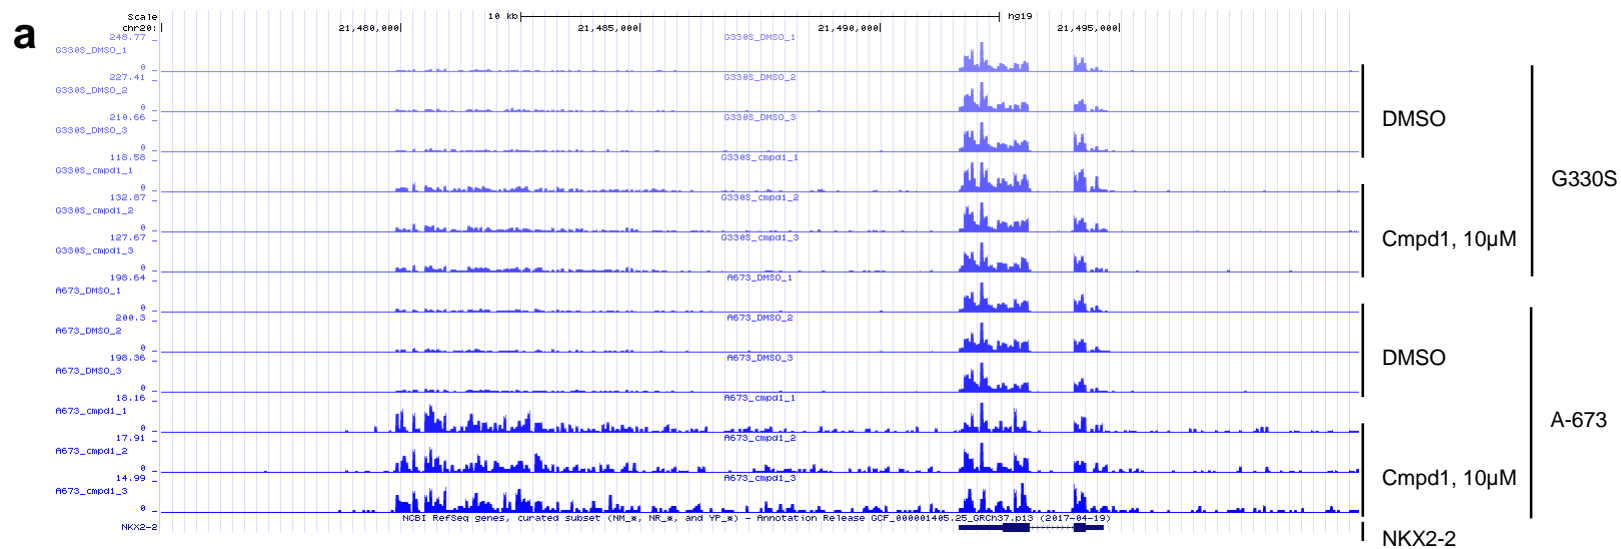 a
Scale 10 kb hg19
chr20: 21,480,000 21,485,000 21,490,000 21,495,000
248.77 _ G330S_DMSO_1
G330S_DMSO_1
0 _
227.41 _ G330S_DMSO_2
G330S_DMSO_2
0 _
210.66 _ G330S_DMSO_3
G330S_DMSO_3
0 _
118.58 _ G330S_cmpd1_1
G330S_cmpd1_1
0 _
132.87 _ G330S_cmpd1_2
G330S_cmpd1_2
0 _
127.67 _ G330S_cmpd1_3
G330S_cmpd1_3
0 _
198.64 _ A673_DMSO_1
A673_DMSO_1
0 _
200.3 _ A673_DMSO_2
A673_DMSO_2
0 _
198.36 _ A673_DMSO_3
A673_DMSO_3
0 _
18.16 _ A673_cmpd1_1
A673_cmpd1_1
0 _
17.91 _ A673_cmpd1_2
A673_cmpd1_2
0 _
14.99 _ A673_cmpd1_3
A673_cmpd1_3
0 _
NCBI RefSeq genes, curated subset (NM_*, NR_*, and YP_*) - Annotation Release GCF_000001405.25_GRCh37.p13 (2017-04-19)
NKX2-2
DMSO
Cmpd1, 10µM
G330S
DMSO
Cmpd1, 10µM
A-673
NKX2-2